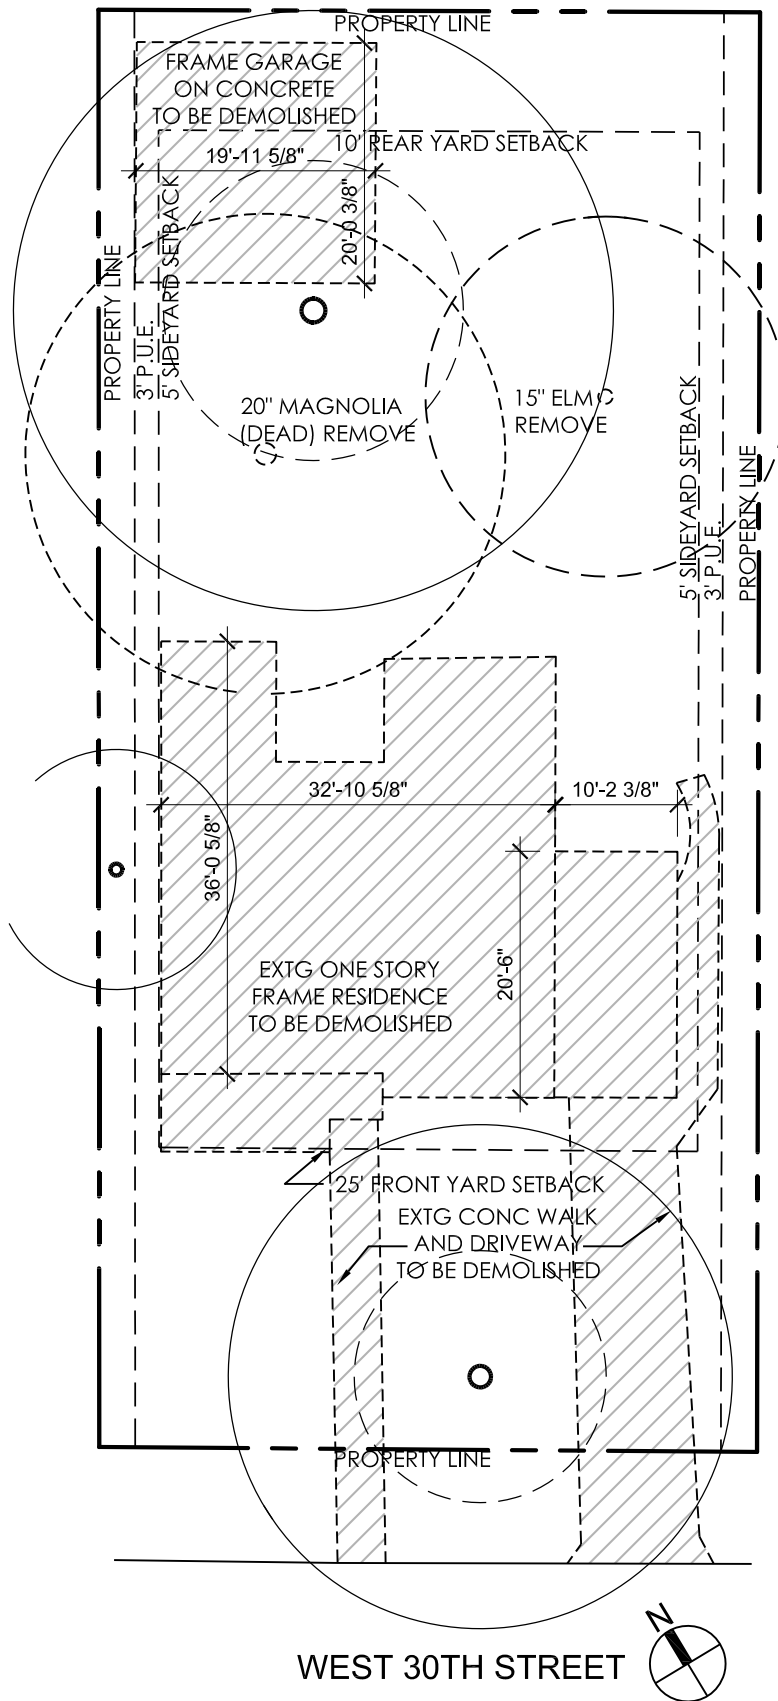 PROPERTY LINE
FRAME GARAGE
ON CONCRETE
TO BE DEMOLISHED
10' REAR YARD SETBACK
19'-11 5/8"
20'-0 3/8"
PROPERTY LINE
3' P.U.E.
5' SIDEYARD SETBACK
20" MAGNOLIA
(DEAD) REMOVE
15" ELM
REMOVE
5' SIDEYARD SETBACK
3' P.U.E.
PROPERTY LINE
32'-10 5/8"
10'-2 3/8"
36'-0 5/8"
20'-6"
EXTG ONE STORY
FRAME RESIDENCE
TO BE DEMOLISHED
25' FRONT YARD SETBACK
EXTG CONC WALK
AND DRIVEWAY
TO BE DEMOLISHED
PROPERTY LINE
N
WEST 30TH STREET